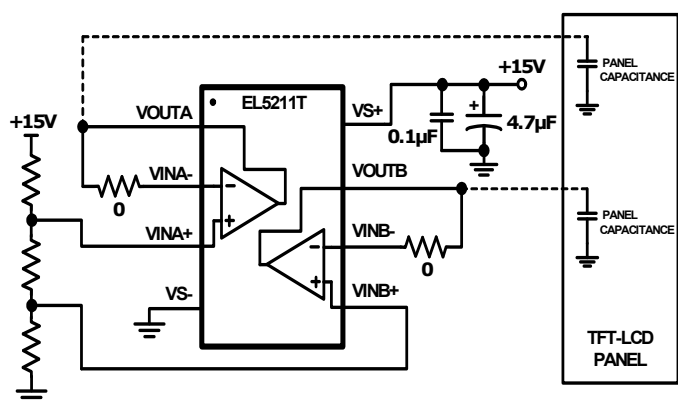 PANEL
CAPACITANCE
+15V
EL5211T
VOUTA
VS+
+
0.1µF
4.7µF
+15V
VINA-
0
−
+
VINA+
VOUTB
VINB-
0
−
+
VINB+
VS-
PANEL
CAPACITANCE
TFT-LCD
PANEL